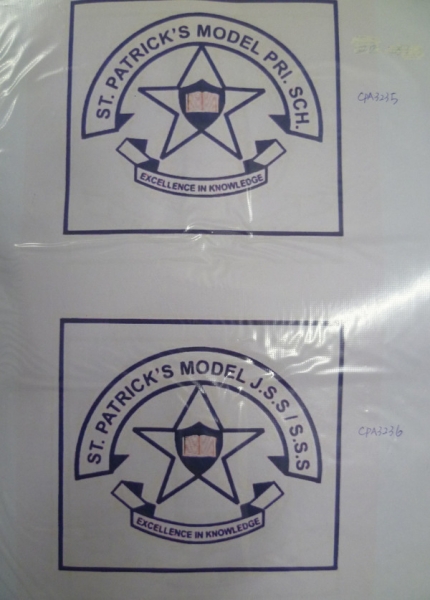 ST. PATRICK'S MODEL PRI. SCH.
CPA3235
EXCELLENCE IN KNOWLEDGE
ST. PATRICK'S MODEL J.S.S / S.S.S
CPA3236
EXCELLENCE IN KNOWLEDGE